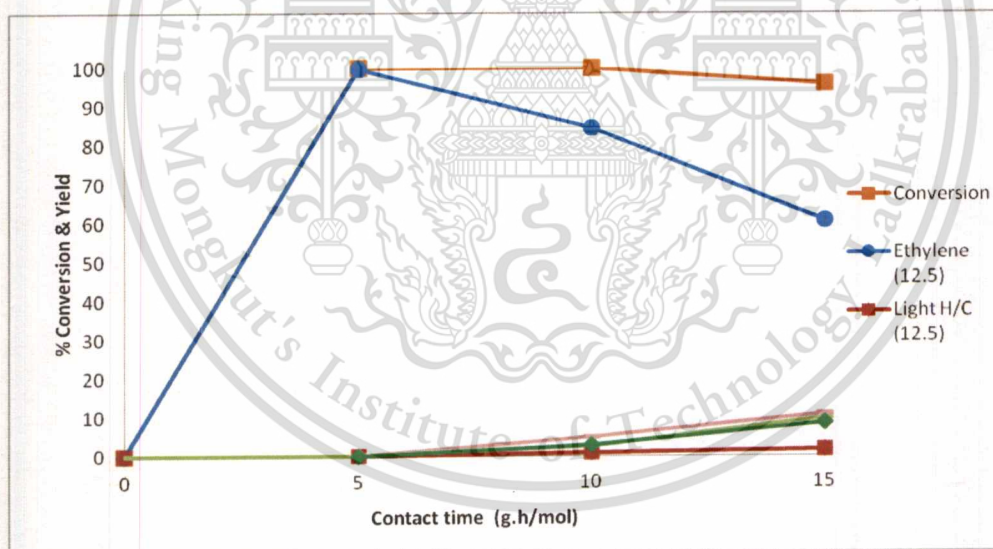 King Mongkut's Institute of Technology Ladkrabang
% Conversion & Yield
100
90
80
70
60
50
40
30
20
10
0
0 5 10 15
Contact time (g.h/mol)
Conversion
Ethylene
(12.5)
Light H/C
(12.5)